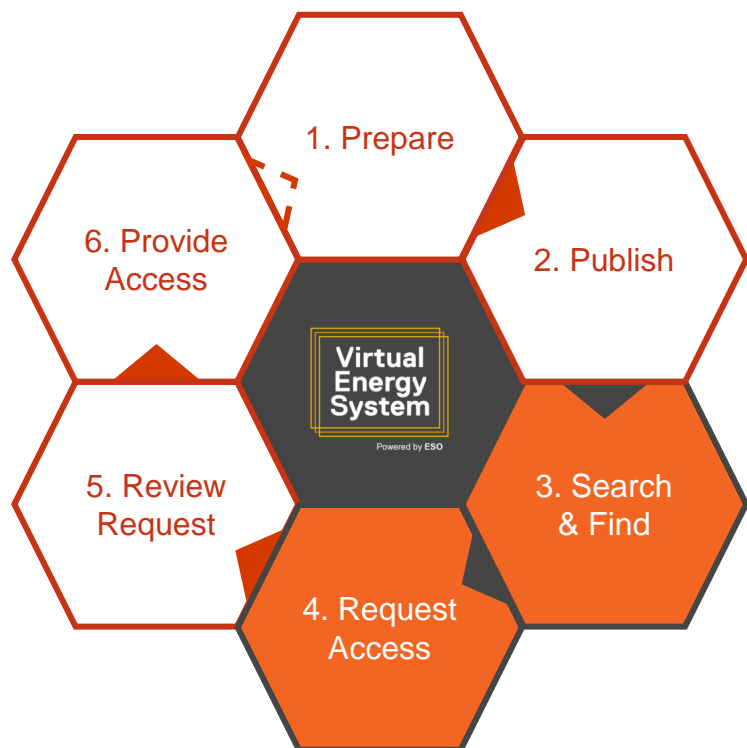 1. Prepare
2. Publish
3. Search
& Find
4. Request
Access
5. Review
Request
6. Provide
Access
Virtual
Energy
System
Powered by ESO